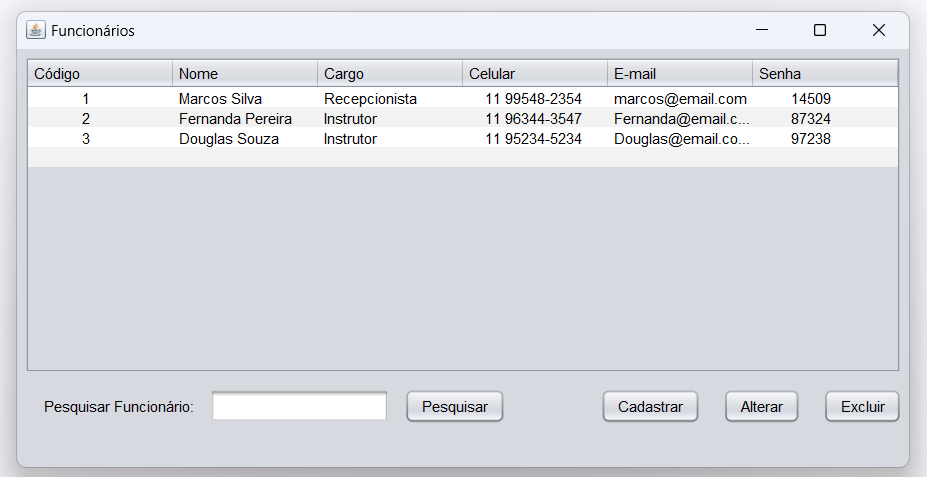 Funcionários
Código Nome Cargo Celular E-mail Senha
1 Marcos Silva Recepcionista 11 99548-2354 marcos@email.com 14509
2 Fernanda Pereira Instrutor 11 96344-3547 Fernanda@email.c... 87324
3 Douglas Souza Instrutor 11 95234-5234 Douglas@email.co... 97238
Pesquisar Funcionário: Pesquisar Cadastrar Alterar Excluir